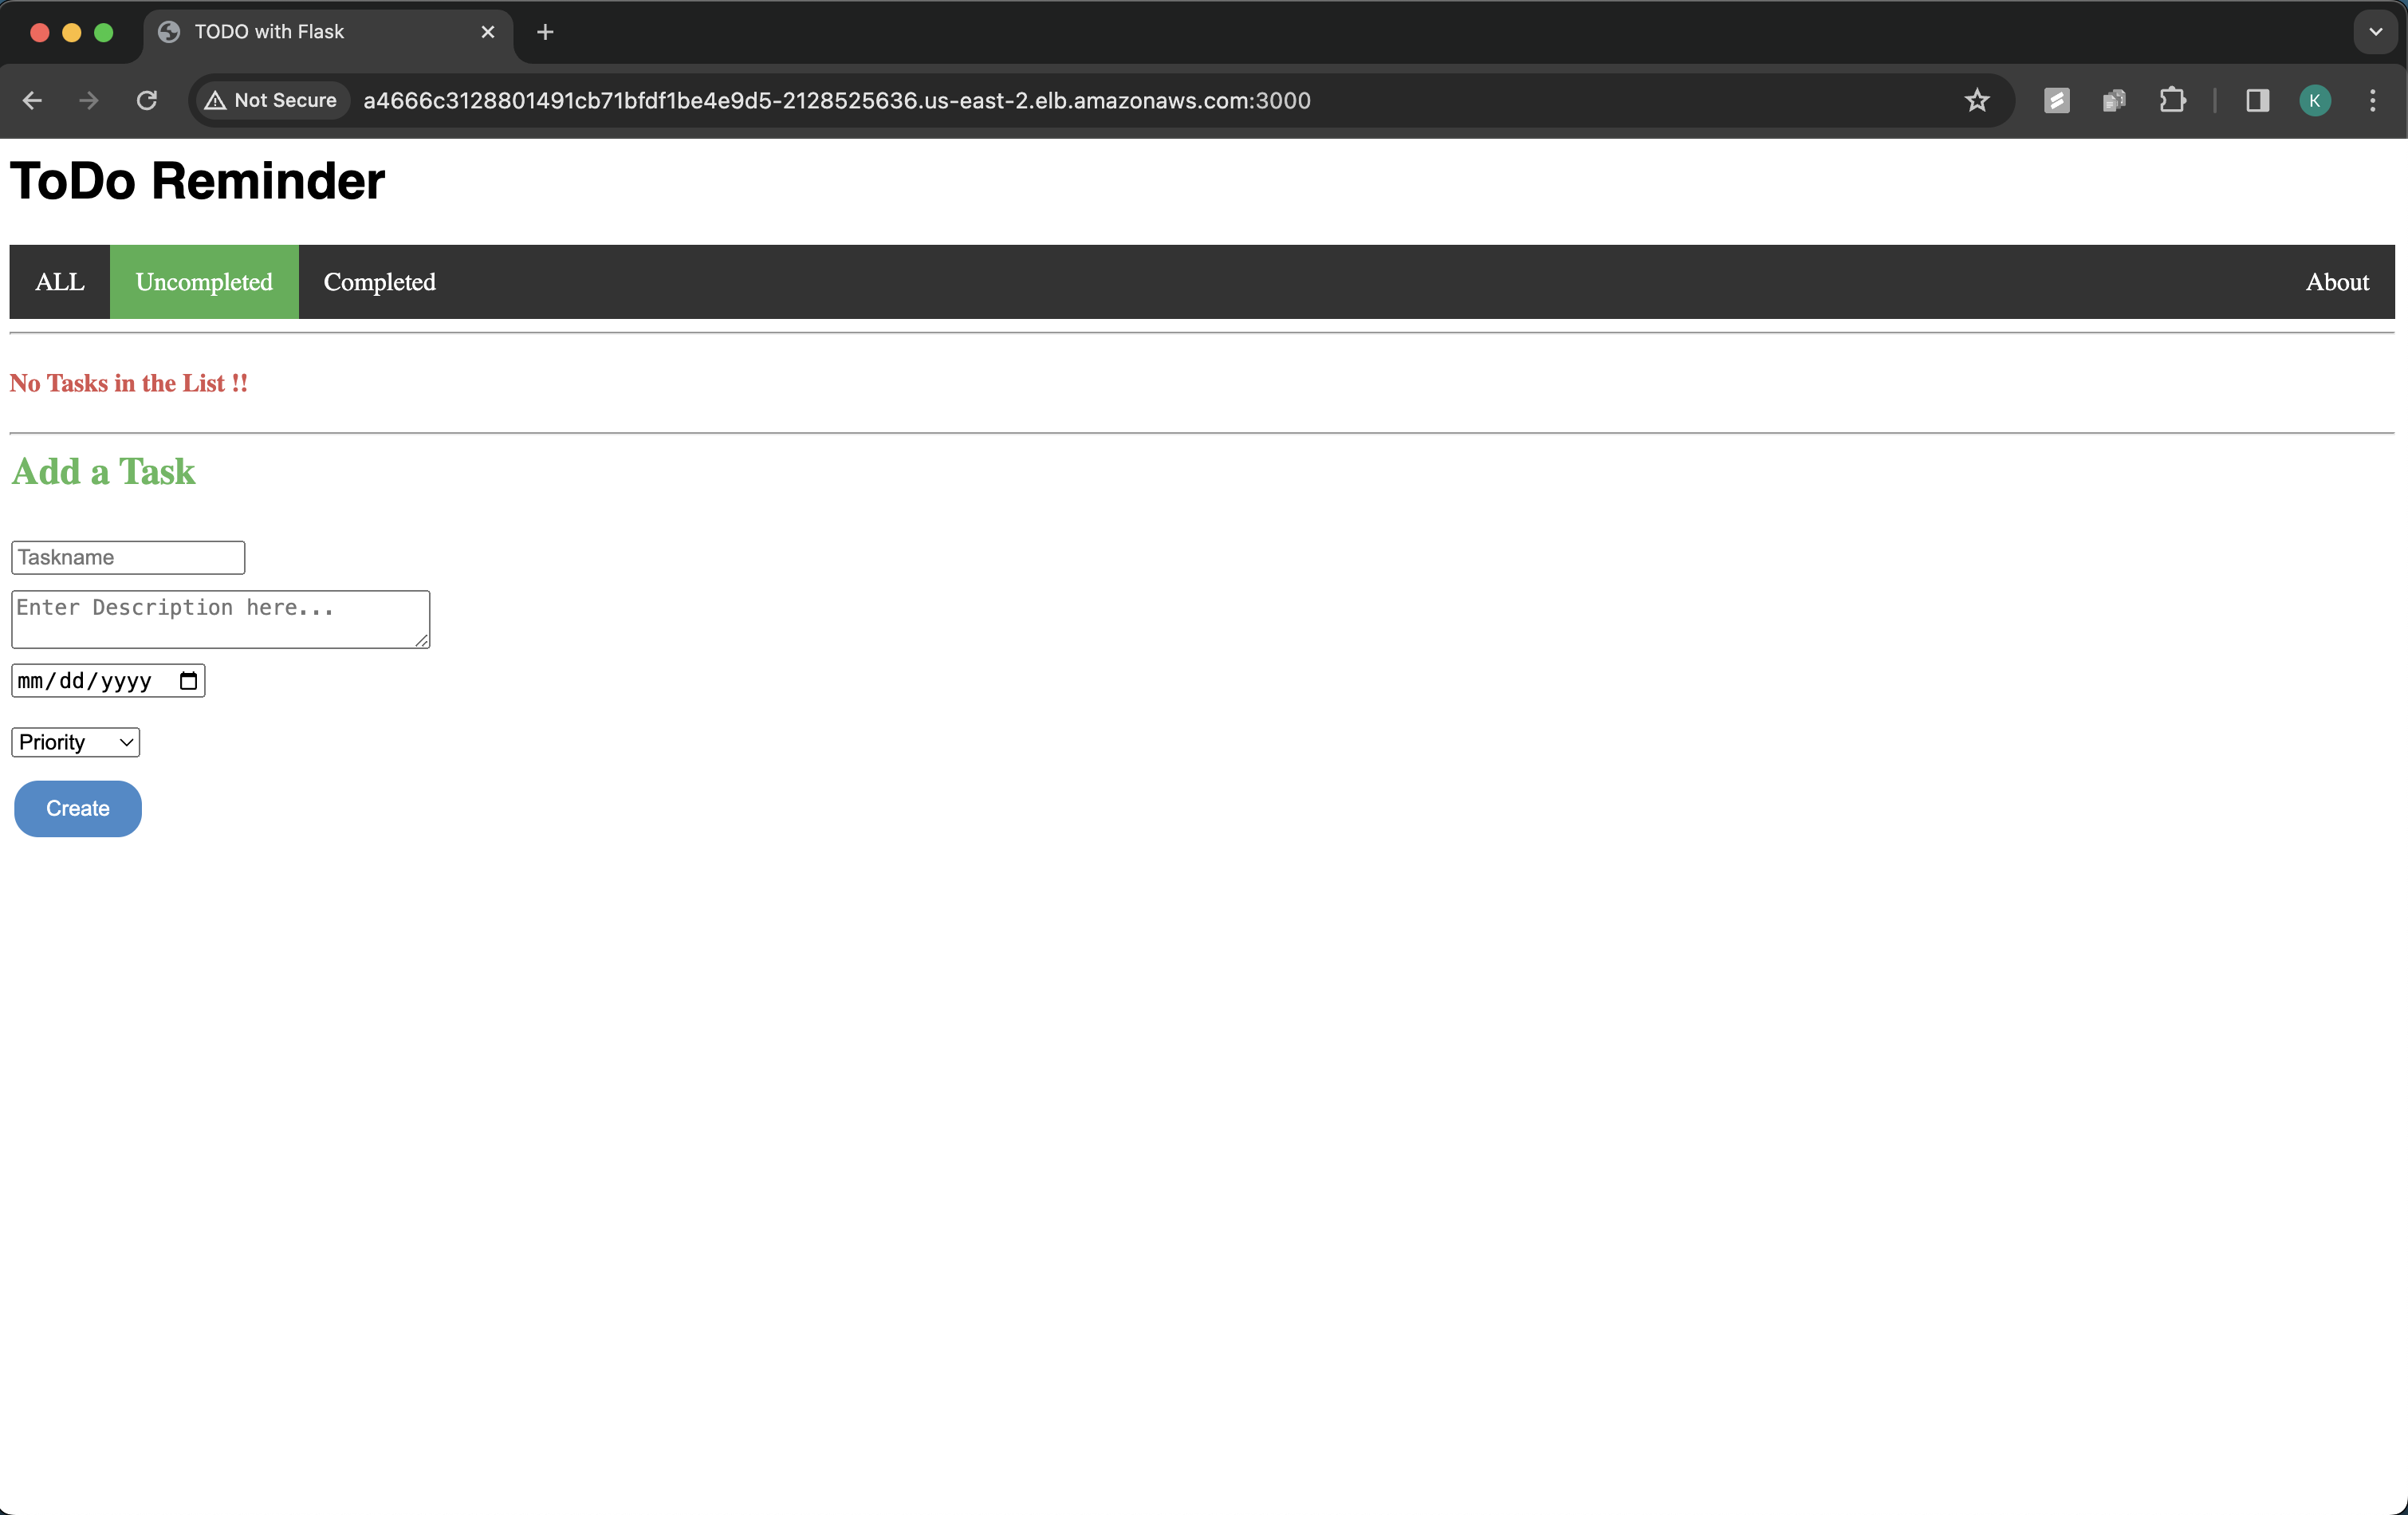 TODO with Flask
Not Secure a4666c3128801491cb71bfdf1be4e9d5-2128525636.us-east-2.elb.amazonaws.com:3000 K
ToDo Reminder
ALL Uncompleted Completed About
No Tasks in the List !!
Add a Task
Taskname
Enter Description here...
mm/dd/yyyy
Priority
Create